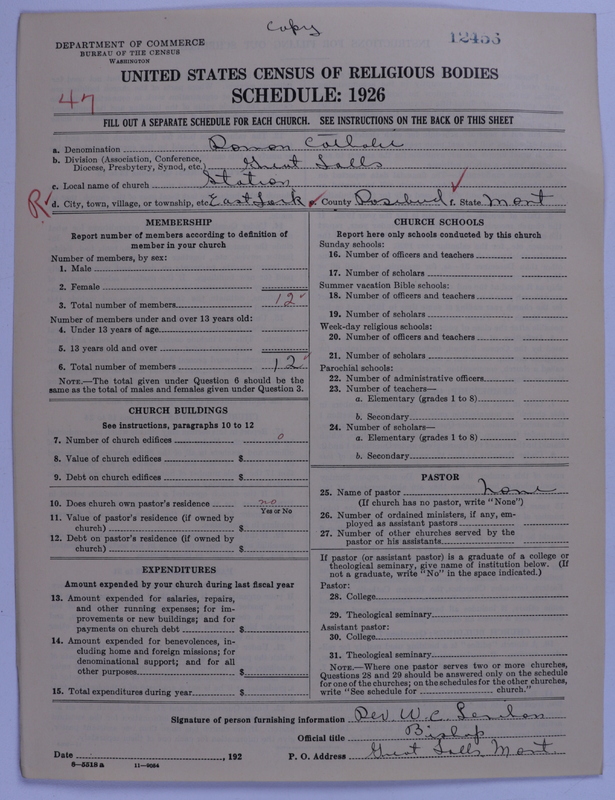 Copy
12455
DEPARTMENT OF COMMERCE
BUREAU OF THE CENSUS
WASHINGTON
UNITED STATES CENSUS OF RELIGIOUS BODIES
SCHEDULE: 1926
47
FILL OUT A SEPARATE SCHEDULE FOR EACH CHURCH. SEE INSTRUCTIONS ON THE BACK OF THIS SHEET
a. Denomination Roman Catholic
b. Division (Association, Conference, Diocese, Presbytery, Synod, etc.) Great Falls
c. Local name of church Station
R d. City, town, village, or township, etc. East Fork e. County Rosebud f. State Mont
MEMBERSHIP
Report number of members according to definition of
member in your church
Number of members, by sex:
1. Male
2. Female
3. Total number of members 12
Number of members under and over 13 years old:
4. Under 13 years of age
5. 13 years old and over
6. Total number of members 12
NOTE.—The total given under Question 6 should be the
same as the total of males and females given under Question 3.
CHURCH BUILDINGS
See instructions, paragraphs 10 to 12
7. Number of church edifices 0
8. Value of church edifices $
9. Debt on church edifices $
10. Does church own pastor's residence no
Yes or No
11. Value of pastor's residence (if owned by
church) $
12. Debt on pastor's residence (if owned by
church) $
EXPENDITURES
Amount expended by your church during last fiscal year
13. Amount expended for salaries, repairs,
and other running expenses; for im-
provements or new buildings; and for
payments on church debt $
14. Amount expended for benevolences, in-
cluding home and foreign missions; for
denominational support; and for all
other purposes $
15. Total expenditures during year $
CHURCH SCHOOLS
Report here only schools conducted by this church
Sunday schools:
16. Number of officers and teachers
17. Number of scholars
Summer vacation Bible schools:
18. Number of officers and teachers
19. Number of scholars
Week-day religious schools:
20. Number of officers and teachers
21. Number of scholars
Parochial schools:
22. Number of administrative officers
23. Number of teachers—
a. Elementary (grades 1 to 8)
b. Secondary
24. Number of scholars—
a. Elementary (grades 1 to 8)
b. Secondary
PASTOR
25. Name of pastor None
(If church has no pastor, write "None")
26. Number of ordained ministers, if any, em-
ployed as assistant pastors
27. Number of other churches served by the
pastor or his assistants
If pastor (or assistant pastor) is a graduate of a college or
theological seminary, give name of institution below. (If
not a graduate, write "No" in the space indicated.)
Pastor:
28. College
29. Theological seminary
Assistant pastor:
30. College
31. Theological seminary
NOTE.—Where one pastor serves two or more churches,
Questions 28 and 29 should be answered only on the schedule
for one of the churches; on the schedules for the other churches,
write "See schedule for church."
Signature of person furnishing information Rev W. C. Lenihan
Official title Bishop
Date , 192 P. O. Address Great Falls Mont
8—5518 a 11—9084